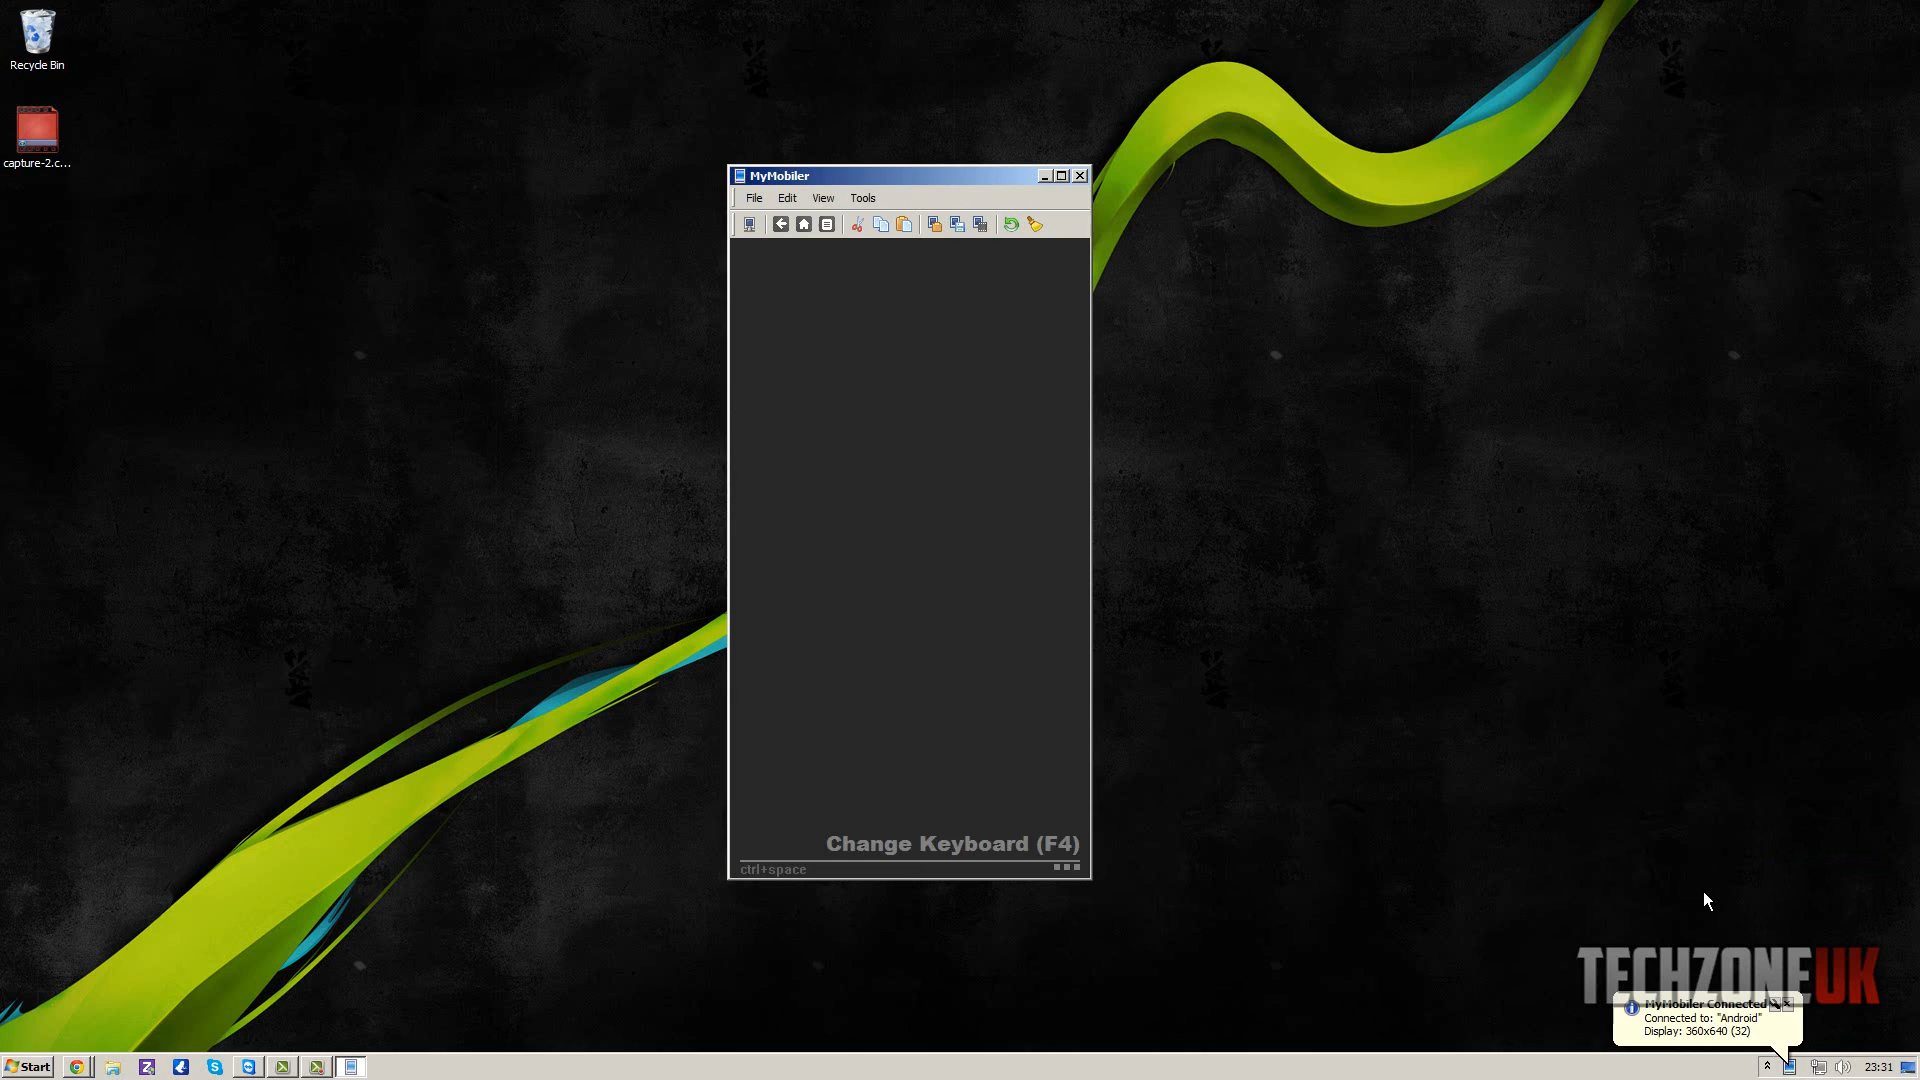 Recycle Bin
capture-2.c...
MyMobiler
File Edit View Tools
Change Keyboard (F4)
ctrl+space
TECHZONEUK
MyMobiler Connected
Connected to: "Android"
Display: 360x640 (32)
Start
23:31